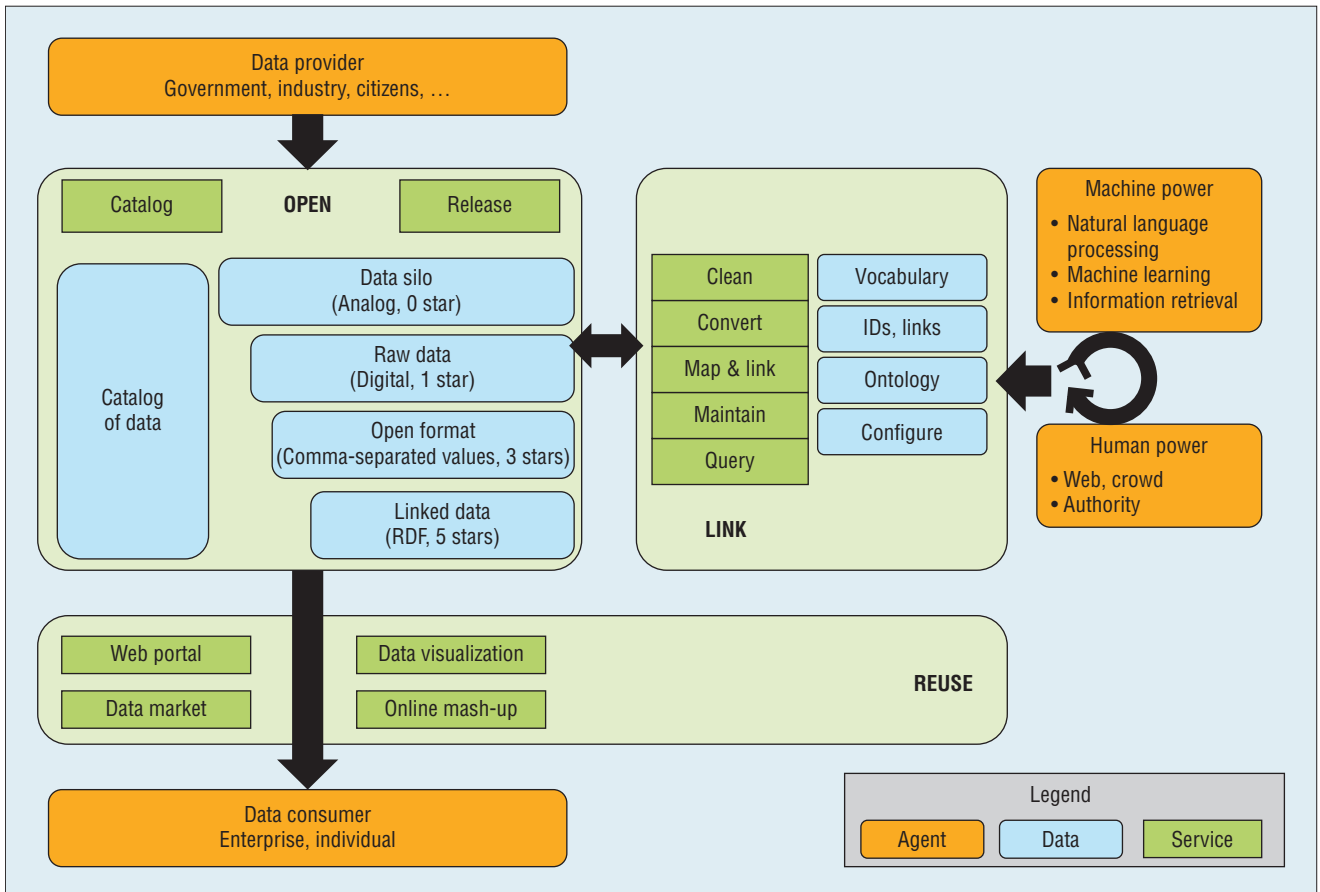 Data provider
Government, industry, citizens, …
Catalog
OPEN
Release
Catalog
of data
Data silo
(Analog, 0 star)
Raw data
(Digital, 1 star)
Open format
(Comma-separated values, 3 stars)
Linked data
(RDF, 5 stars)
Clean
Convert
Map & link
Maintain
Query
Vocabulary
IDs, links
Ontology
Configure
LINK
Machine power
• Natural language
processing
• Machine learning
• Information retrieval
Human power
• Web, crowd
• Authority
Web portal
Data visualization
Data market
Online mash-up
REUSE
Data consumer
Enterprise, individual
Legend
Agent
Data
Service